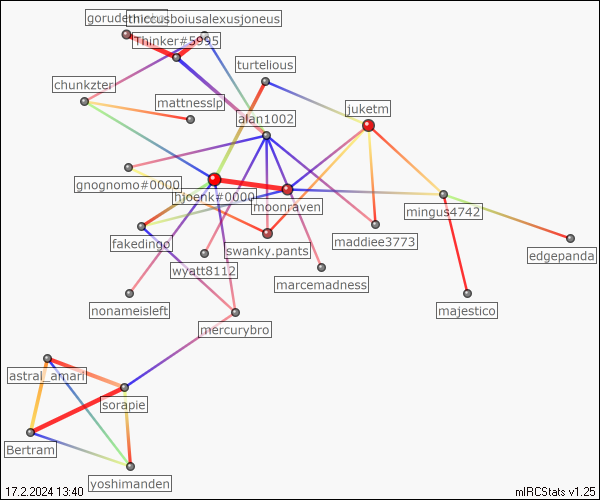 gorudenchus
thiccusboiusalexusjoneus
Thinker#5995
turtelious
chunkzter
mattnesslp
juketm
alan1002
gnognomo#0000
hjoenk#0000
moonraven
mingus4742
fakedingo
swanky.pants
maddiee3773
edgepanda
wyatt8112
marcemadness
nonameisleft
majestico
mercurybro
astral_amari
sorapie
Bertram
yoshimanden
17.2.2024 13:40
mIRCStats v1.25